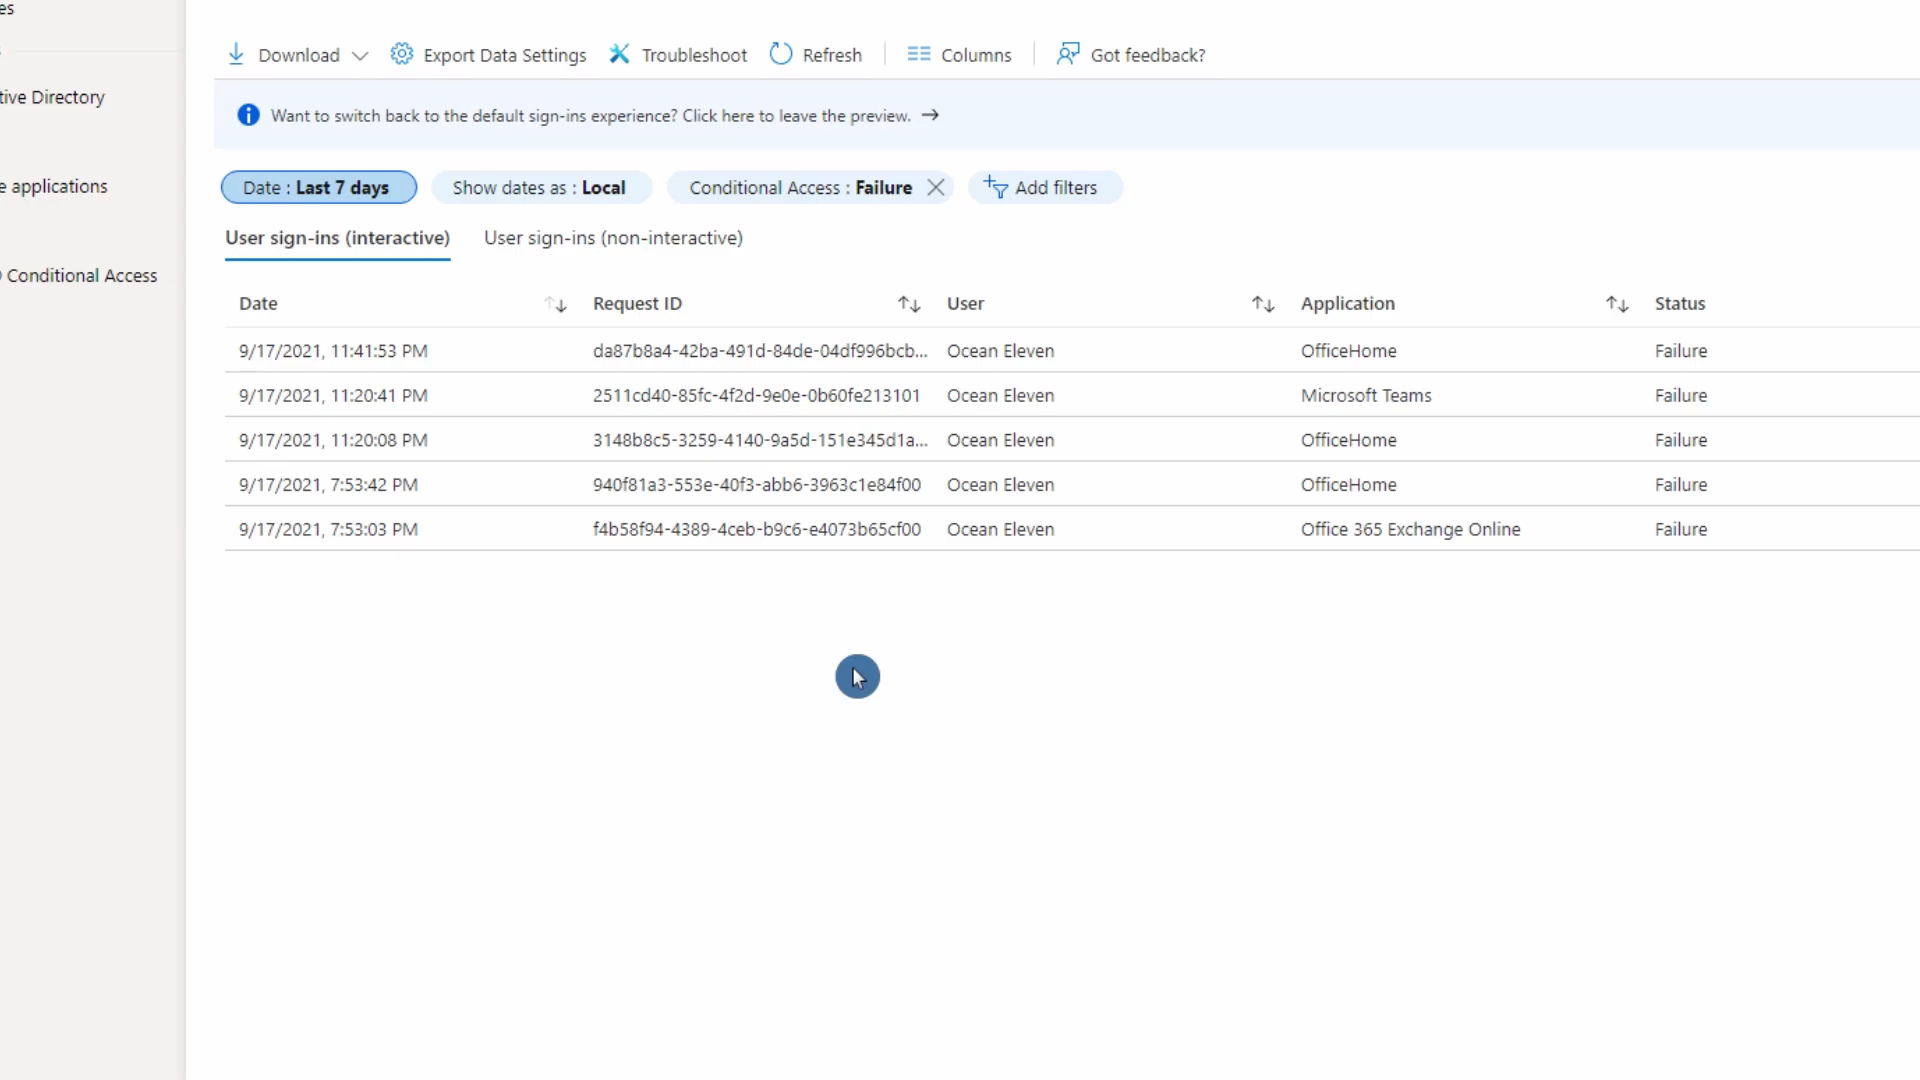 es
Download Export Data Settings Troubleshoot Refresh Columns Got feedback?
tive Directory
Want to switch back to the default sign-ins experience? Click here to leave the preview. →
e applications
Date : Last 7 days Show dates as : Local Conditional Access : Failure Add filters
User sign-ins (interactive) User sign-ins (non-interactive)
Conditional Access
Date Request ID User Application Status
9/17/2021, 11:41:53 PM da87b8a4-42ba-491d-84de-04df996bcb... Ocean Eleven OfficeHome Failure
9/17/2021, 11:20:41 PM 2511cd40-85fc-4f2d-9e0e-0b60fe213101 Ocean Eleven Microsoft Teams Failure
9/17/2021, 11:20:08 PM 3148b8c5-3259-4140-9a5d-151e345d1a... Ocean Eleven OfficeHome Failure
9/17/2021, 7:53:42 PM 940f81a3-553e-40f3-abb6-3963c1e84f00 Ocean Eleven OfficeHome Failure
9/17/2021, 7:53:03 PM f4b58f94-4389-4ceb-b9c6-e4073b65cf00 Ocean Eleven Office 365 Exchange Online Failure